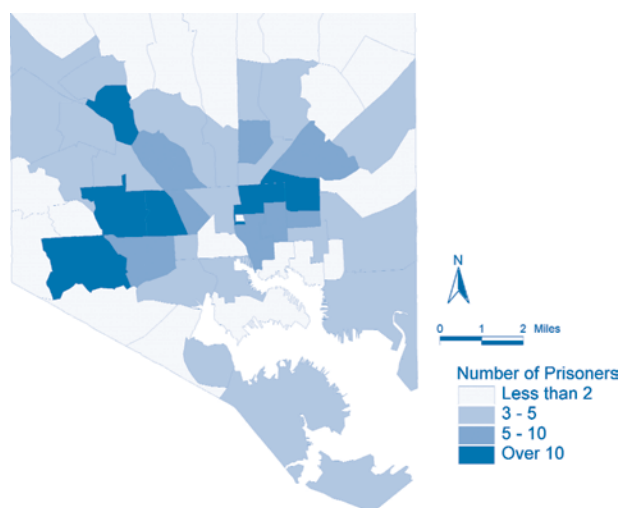 N
0 1 2 Miles
Number of Prisoners
Less than 2
3 - 5
5 - 10
Over 10